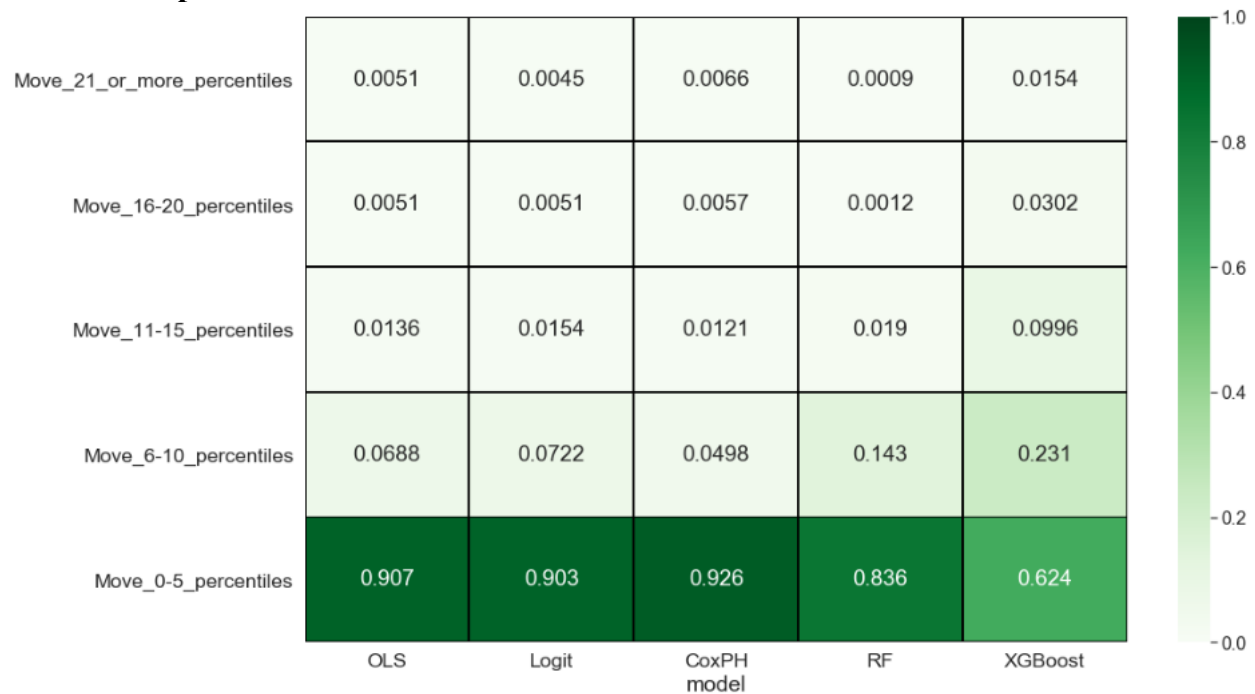 1.0
Move_21_or_more_percentiles 0.0051 0.0045 0.0066 0.0009 0.0154
0.8
Move_16-20_percentiles 0.0051 0.0051 0.0057 0.0012 0.0302
0.6
Move_11-15_percentiles 0.0136 0.0154 0.0121 0.019 0.0996
0.4
Move_6-10_percentiles 0.0688 0.0722 0.0498 0.143 0.231
0.2
Move_0-5_percentiles 0.907 0.903 0.926 0.836 0.624
0.0
OLS Logit CoxPH RF XGBoost
model